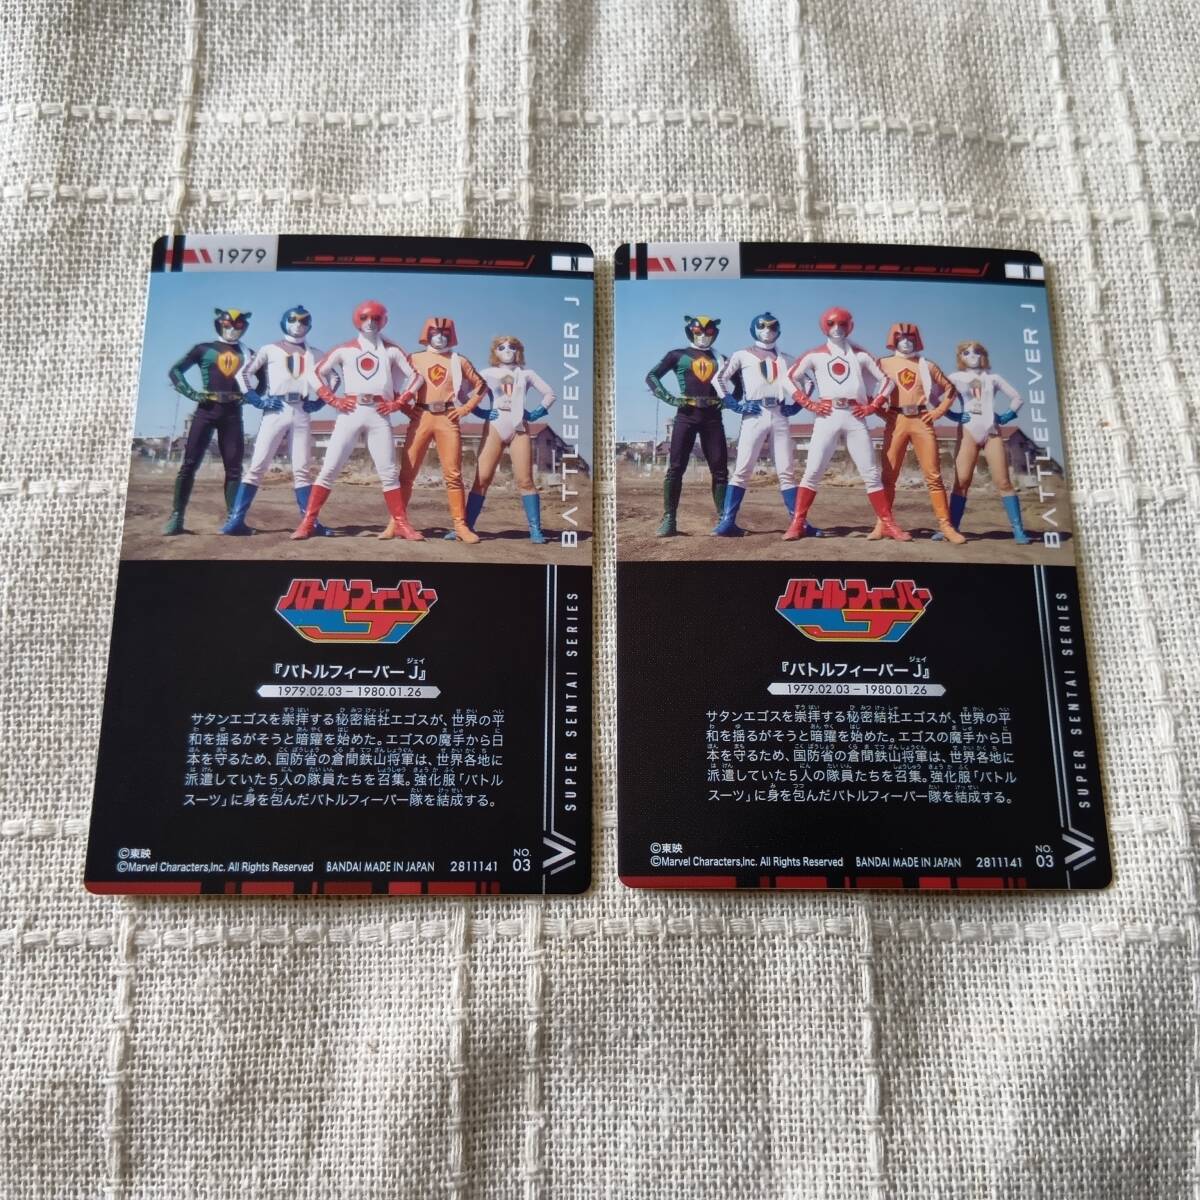 1979
N
BATTLEFEVER J
バトルフィーバー
J
『バトルフィーバーJ』
ジェイ
1979.02.03 − 1980.01.26
サタンエゴスを崇拝する秘密結社エゴスが、世界の平
和を揺るがそうと暗躍を始めた。エゴスの魔手から日
本を守るため、国防省の倉間鉄山将軍は、世界各地に
派遣していた5人の隊員たちを召集。強化服「バトル
スーツ」に身を包んだバトルフィーバー隊を結成する。
SUPER SENTAI SERIES
©東映
©Marvel Characters,Inc. All Rights Reserved BANDAI MADE IN JAPAN 2811141
NO.
03
1979
N
BATTLEFEVER J
バトルフィーバー
J
『バトルフィーバーJ』
ジェイ
1979.02.03 − 1980.01.26
サタンエゴスを崇拝する秘密結社エゴスが、世界の平
和を揺るがそうと暗躍を始めた。エゴスの魔手から日
本を守るため、国防省の倉間鉄山将軍は、世界各地に
派遣していた5人の隊員たちを召集。強化服「バトル
スーツ」に身を包んだバトルフィーバー隊を結成する。
SUPER SENTAI SERIES
©東映
©Marvel Characters,Inc. All Rights Reserved BANDAI MADE IN JAPAN 2811141
NO.
03